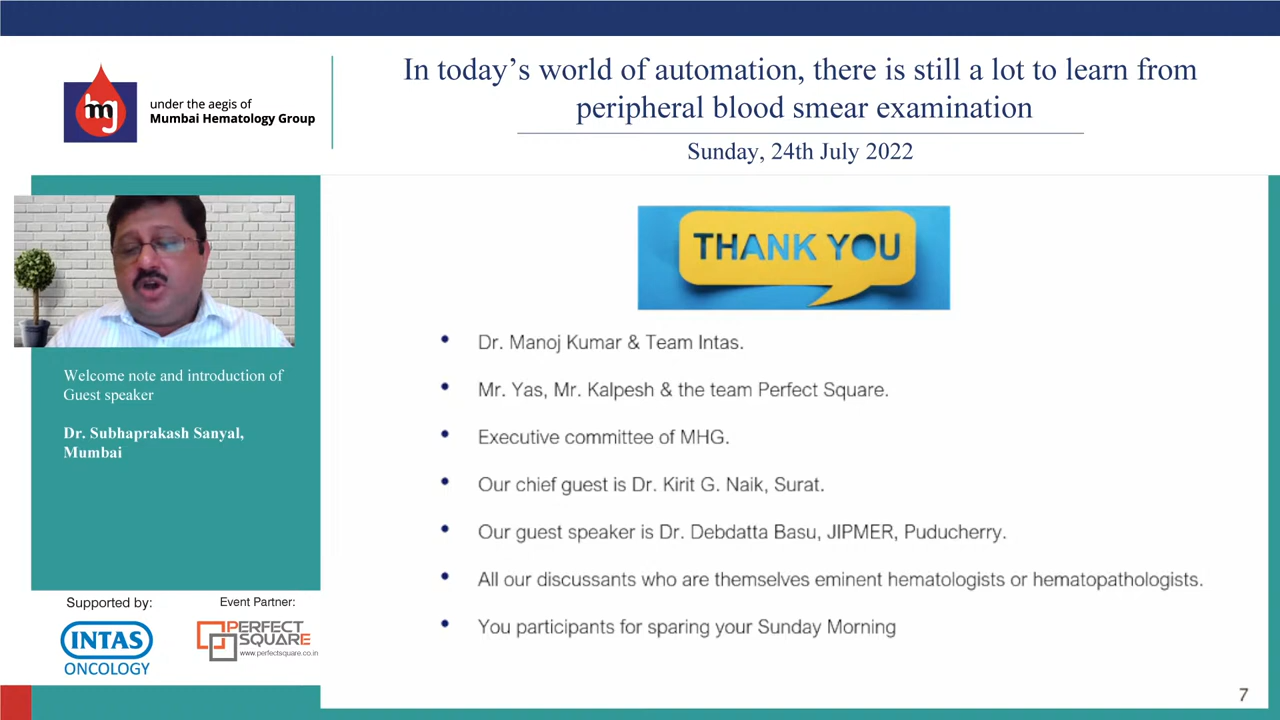 hmg
under the aegis of
Mumbai Hematology Group
In today's world of automation, there is still a lot to learn from
peripheral blood smear examination
Sunday, 24th July 2022
THANK YOU
• Dr. Manoj Kumar & Team Intas.
• Mr. Yas, Mr. Kalpesh & the team Perfect Square.
• Executive committee of MHG.
• Our chief guest is Dr. Kirit G. Naik, Surat.
• Our guest speaker is Dr. Debdatta Basu, JIPMER, Puducherry.
• All our discussants who are themselves eminent hematologists or hematopathologists.
• You participants for sparing your Sunday Morning
Welcome note and introduction of
Guest speaker
Dr. Subhaprakash Sanyal,
Mumbai
Supported by:
INTAS
ONCOLOGY
Event Partner:
PERFECT
SQUARE
www.perfectsquare.co.in
7